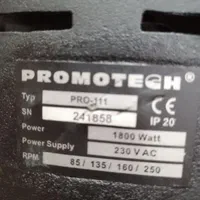 PROMOTECH®
Typ PRO-111 CE
SN 241858 IP 20
Power 1800 Watt
Power Supply 230 V AC
RPM 85 / 135 / 160 / 250